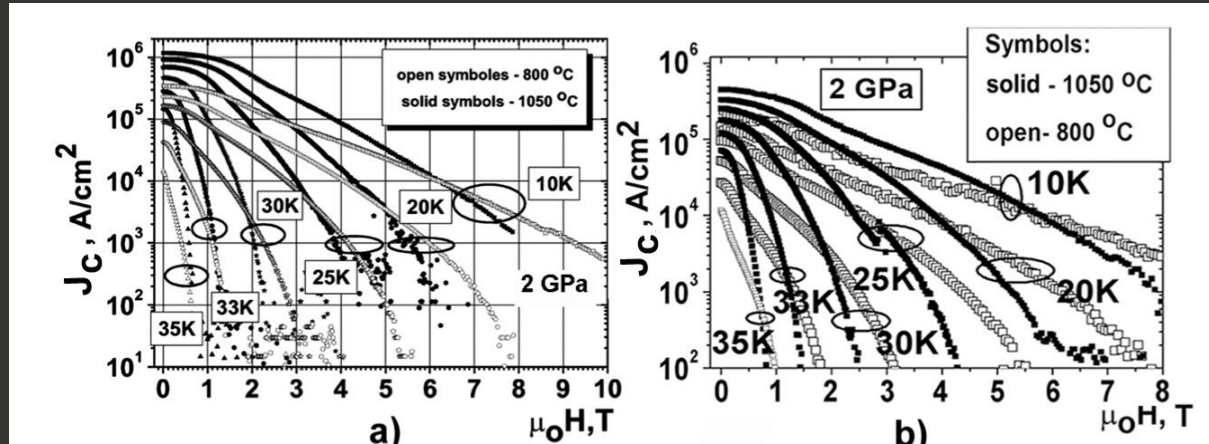 10⁶
10⁵
10⁴
10³
10²
10¹
J_C , A/cm²
open symboles - 800 °C
solid symbols - 1050 °C
10K
20K
30K
25K
33K
35K
2 GPa
0 1 2 3 4 5 6 7 8 9 10
a)
μ₀H,T
10⁶
10⁵
10⁴
10³
10²
J_C , A/cm²
2 GPa
Symbols:
solid - 1050 °C
open- 800 °C
10K
20K
25K
33K
30K
35K
0 1 2 3 4 5 6 7 8
b)
μ₀H, T